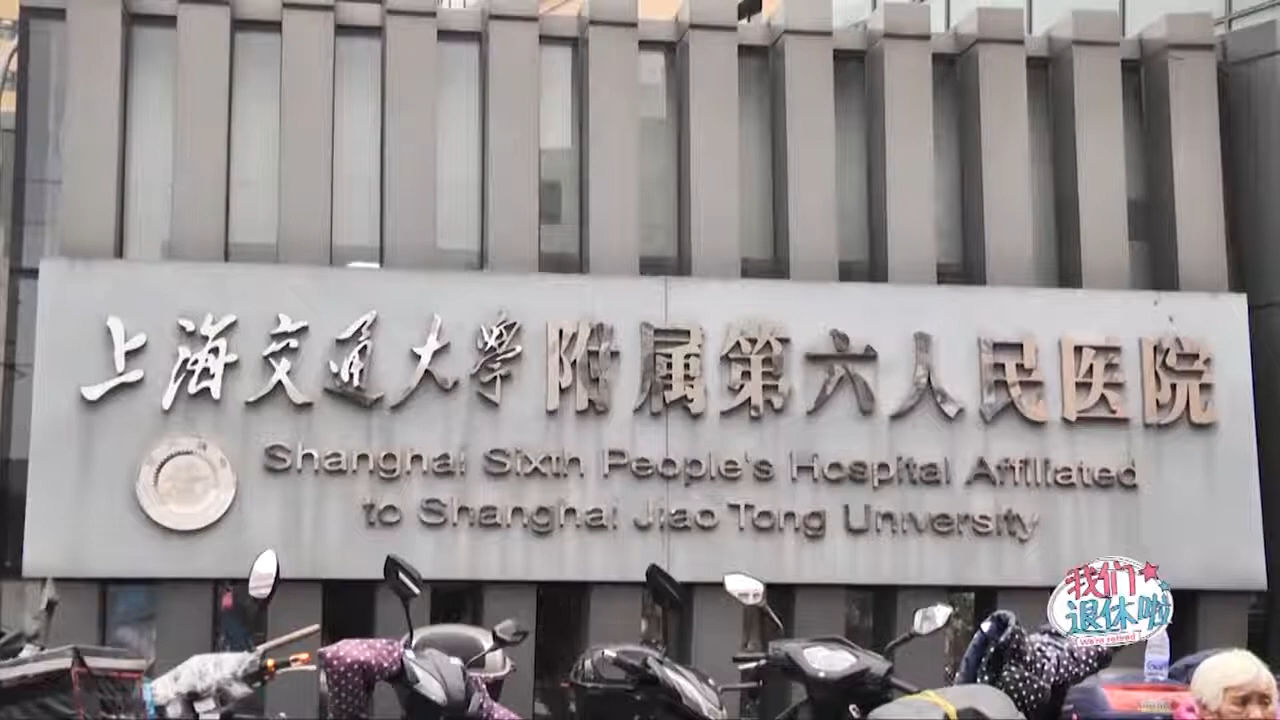 上海交通大學附属第六人民医院
Shanghai Sixth People's Hospital Affiliated
to Shanghai Jiao Tong University
我们
退休啦
We're retired